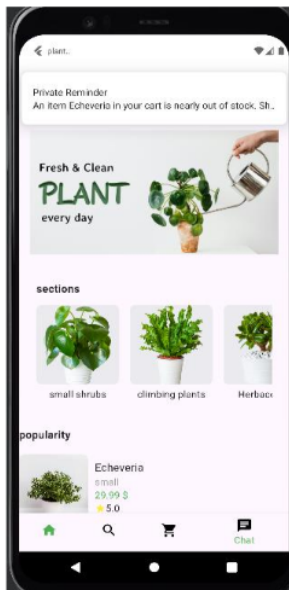 plant..
Private Reminder
An item Echeveria in your cart is nearly out of stock. Sh..
Fresh & Clean
PLANT
every day
sections
small shrubs
climbing plants
Herbac
popularity
Echeveria
small
29.99 $
5.0
Chat